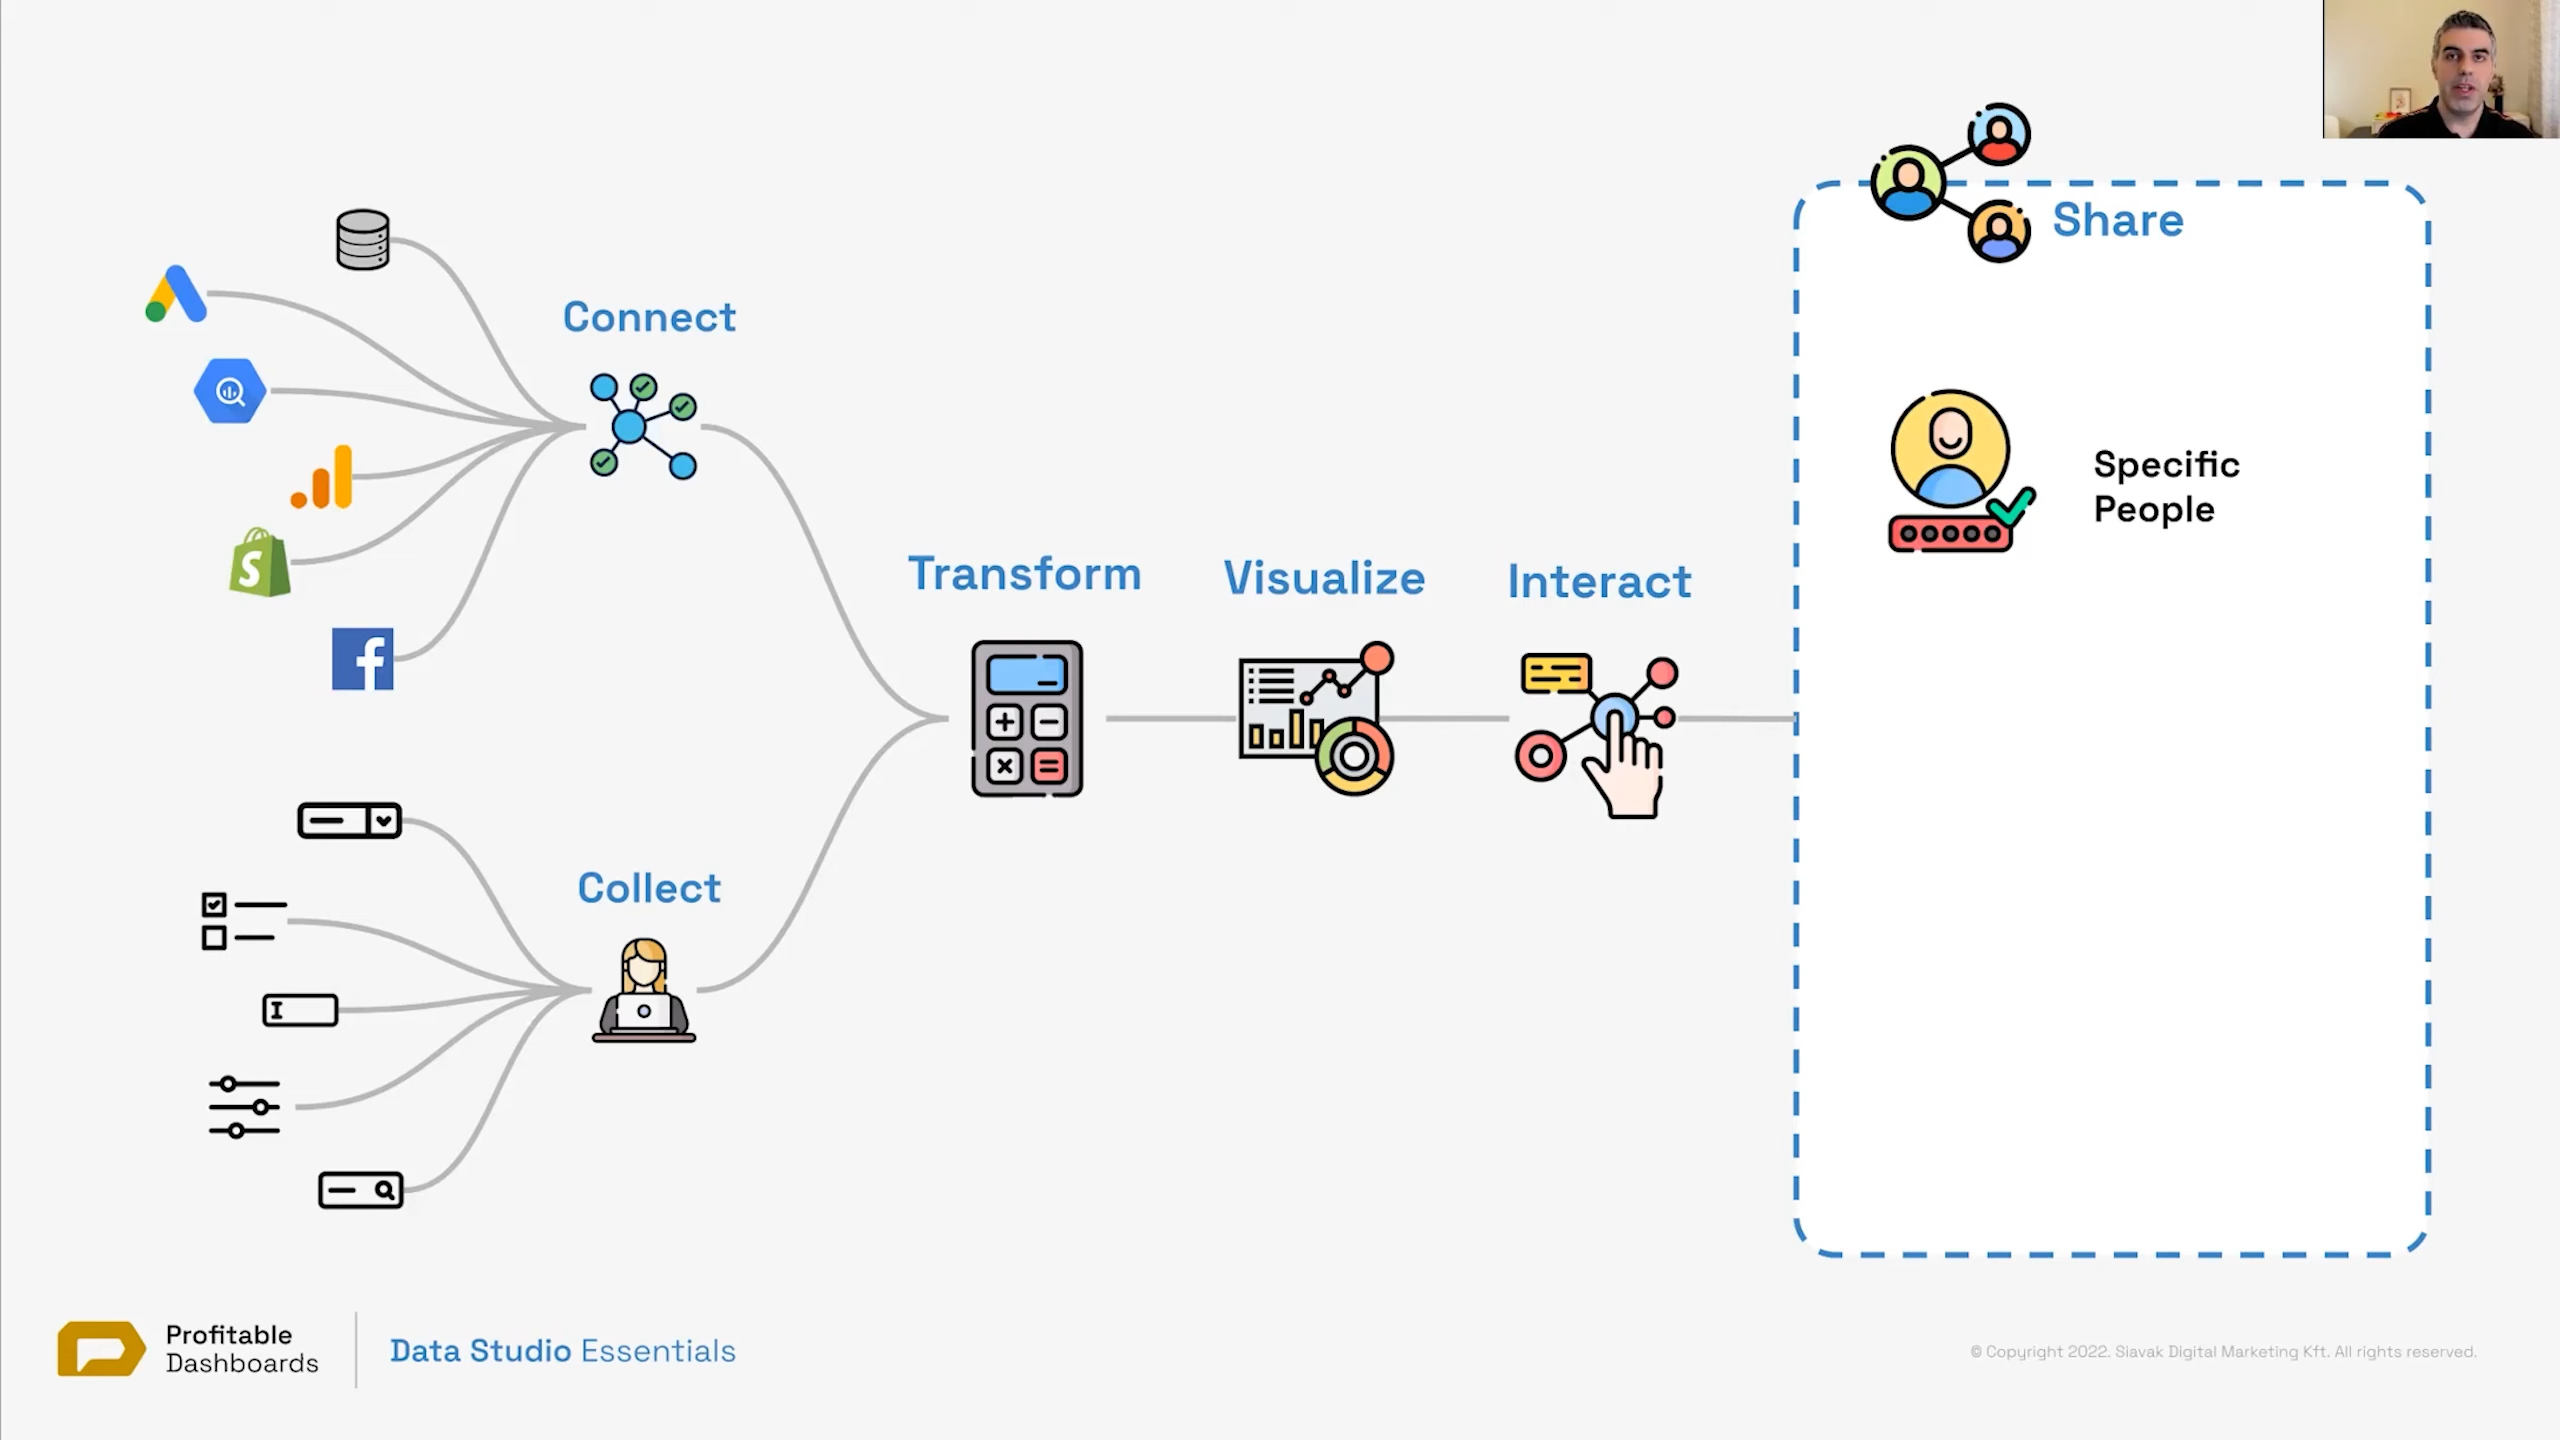 Share
Connect
Specific
People
Transform
Visualize
Interact
Collect
Profitable
Dashboards
Data Studio Essentials
© Copyright 2022. Siavak Digital Marketing Kft. All rights reserved.